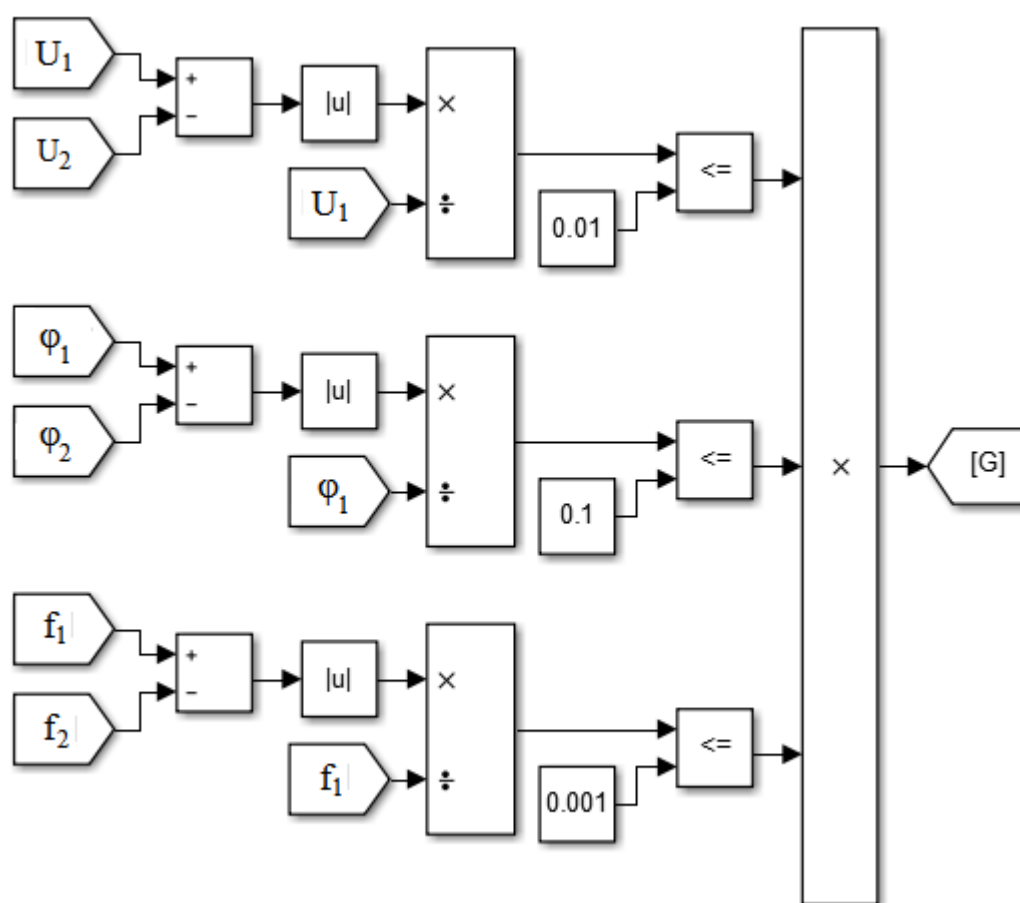 U₁
+
−
|u|
×
U₂
<=
U₁
÷
0.01
φ₁
+
−
|u|
×
φ₂
<=
[G]
×
φ₁
÷
0.1
f₁
+
−
|u|
×
f₂
<=
f₁
÷
0.001